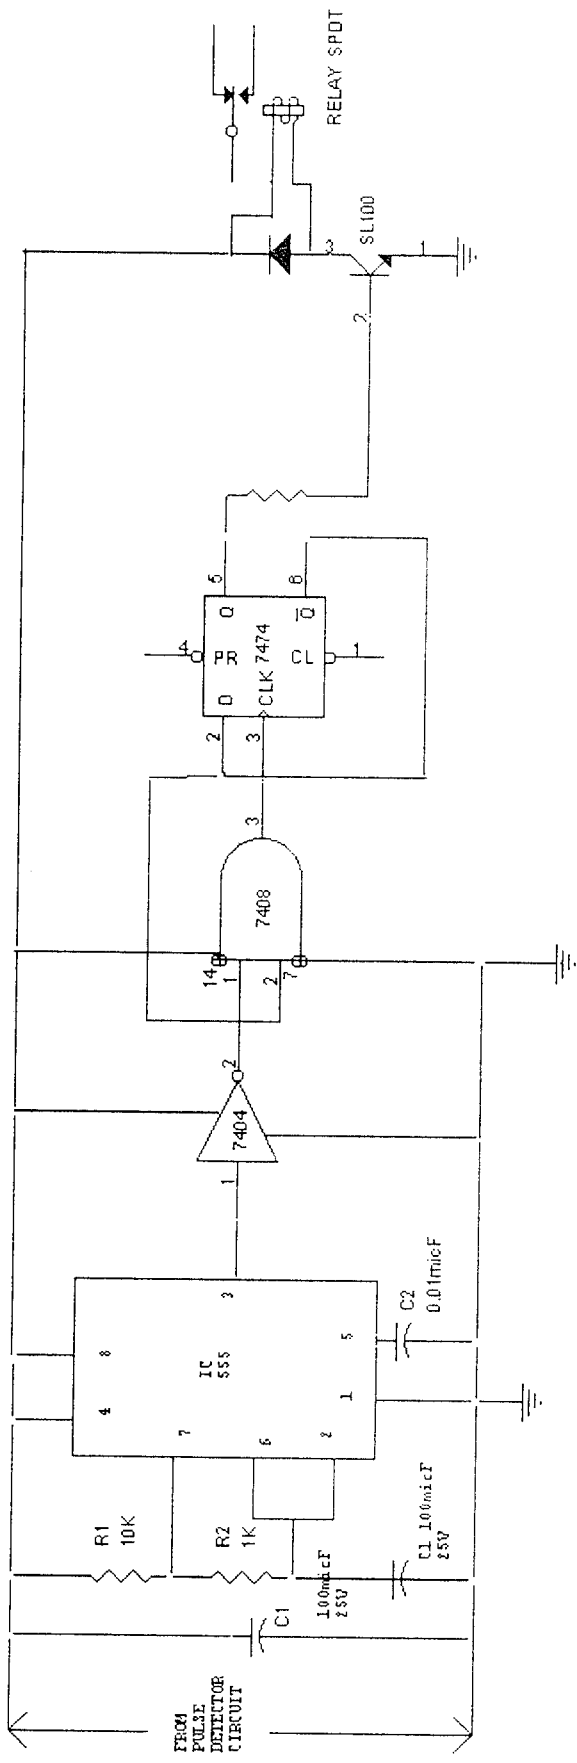 FROM
PULSE
DETECTOR
CIRCUIT
C1
100micF
25V
R1
10K
R2
1K
C1 100micF
25V
4
8
7
6
2
IC
555
3
1
5
C2
0.01micF
1
7404
2
14
1
2
7
7408
3
2
3
D
CLK
7474
4
PR
CL
1
Q
Q
5
6
2
3
1
SL100
RELAY SPDT